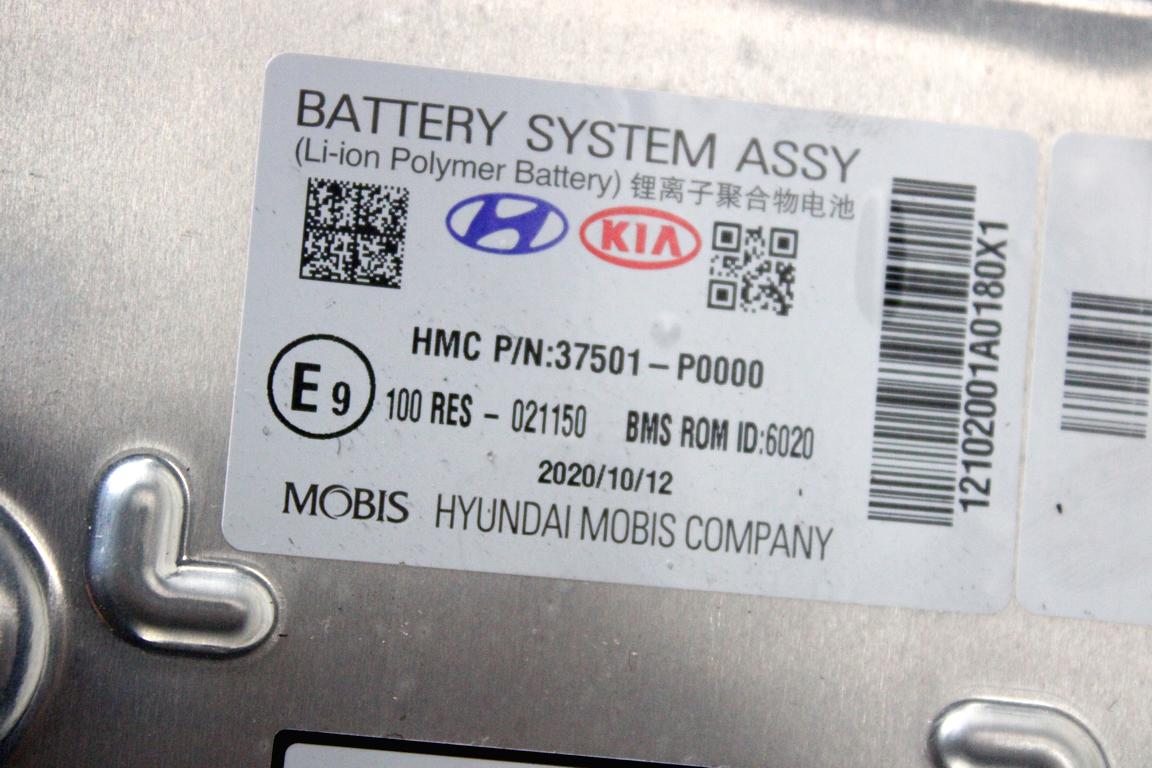 BATTERY SYSTEM ASSY
(Li-ion Polymer Battery) 锂离子聚合物电池
KIA
HMC P/N:37501-P0000
E9 100 RES - 021150 BMS ROM ID:6020
2020/10/12
MOBIS HYUNDAI MOBIS COMPANY
12102001A0180X1